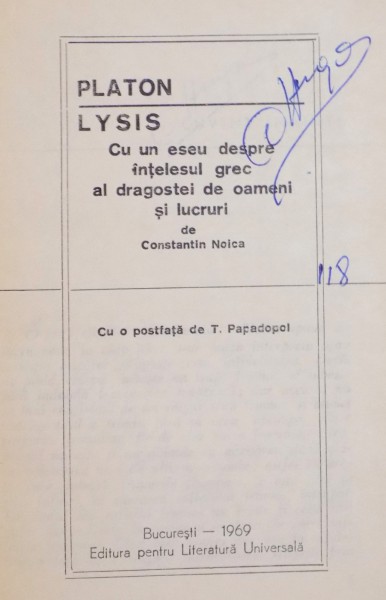 PLATON
LYSIS
Cu un eseu despre
înțelesul grec
al dragostei de oameni
și lucruri
de
Constantin Noica
118
Cu o postfață de T. Papadopol
București — 1969
Editura pentru Literatură Universală